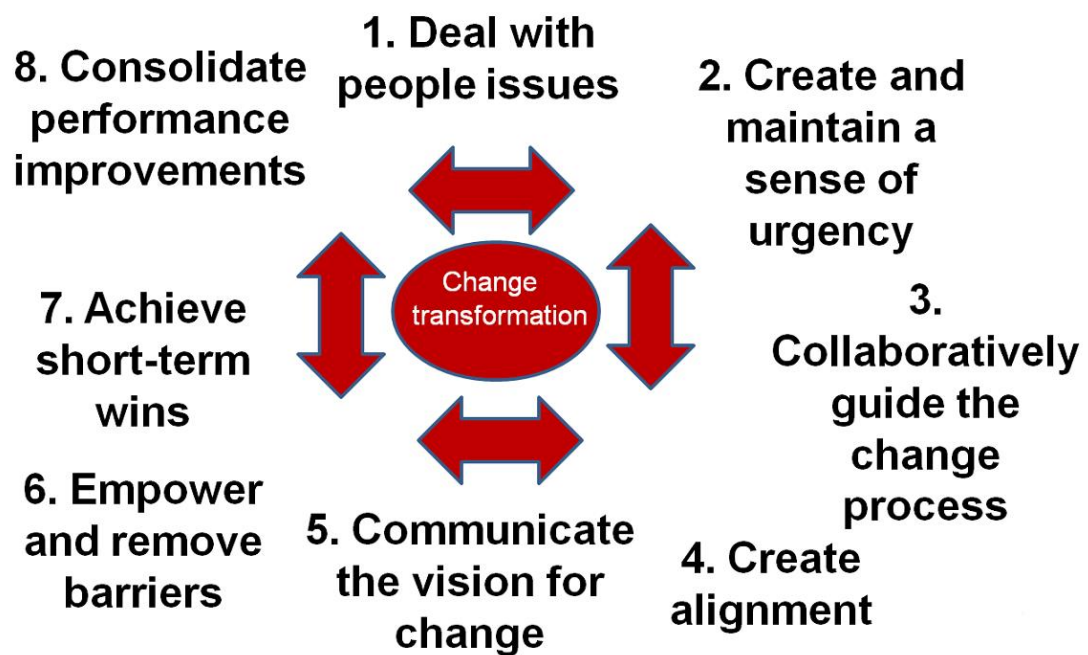 1. Deal with
people issues
2. Create and
maintain a
sense of
urgency
3.
Collaboratively
guide the
change
process
4. Create
alignment
5. Communicate
the vision for
change
6. Empower
and remove
barriers
7. Achieve
short-term
wins
8. Consolidate
performance
improvements
Change
transformation